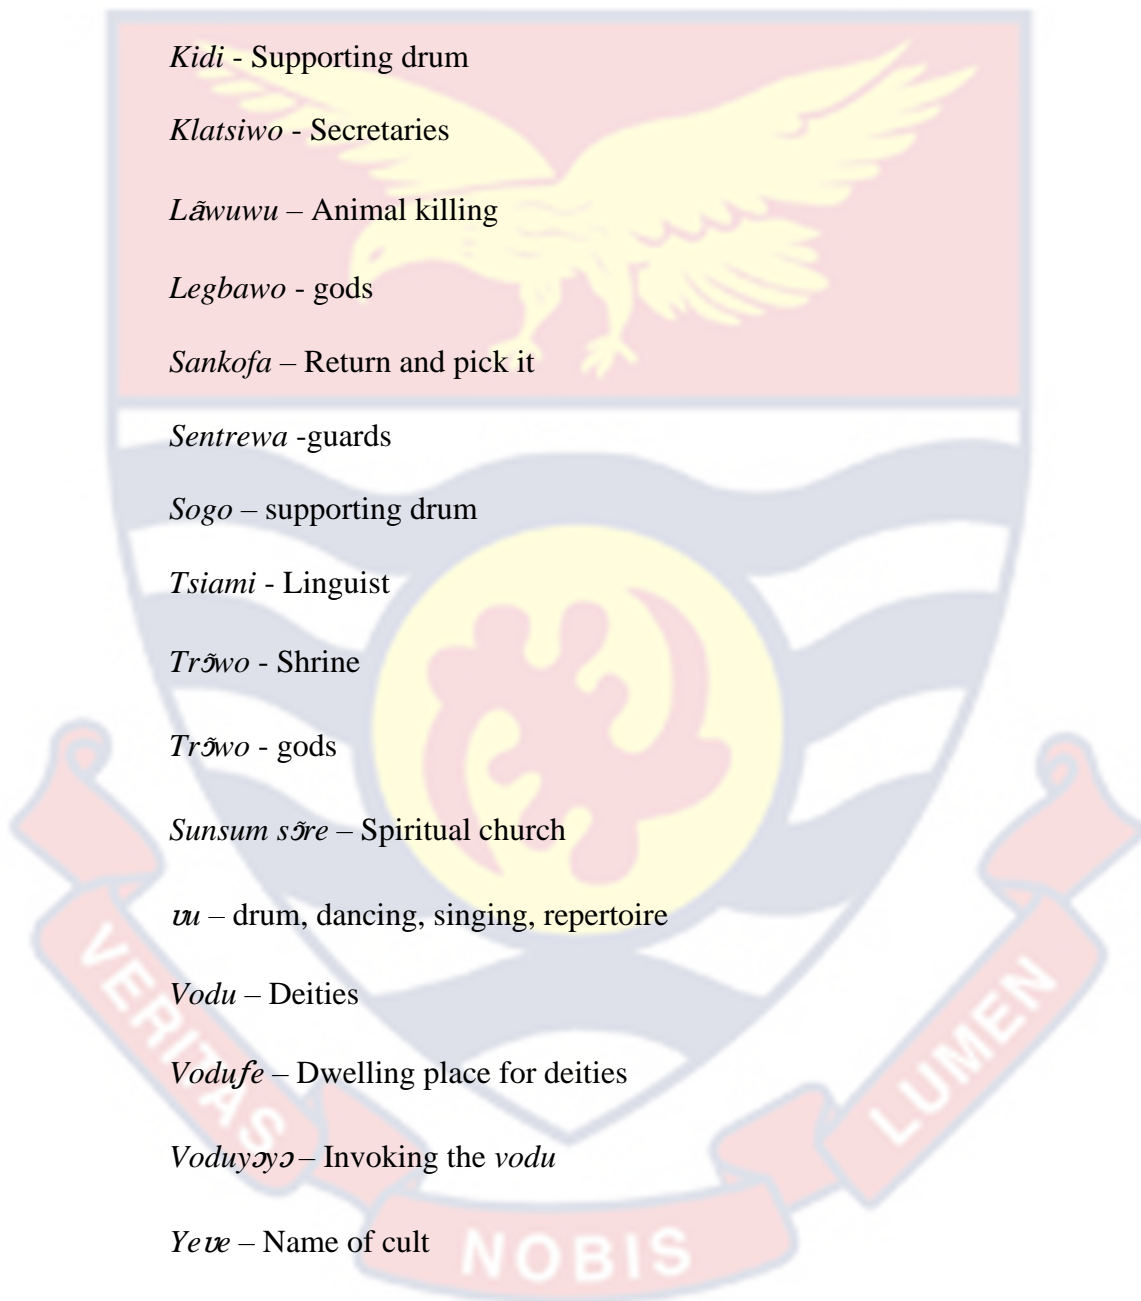 Kidi - Supporting drum
Klatsiwo - Secretaries
Lãwuwu – Animal killing
Legbawo - gods
Sankofa – Return and pick it
Sentrewa -guards
Sogo – supporting drum
Tsiami - Linguist
Trɔ̃wo - Shrine
Trɔ̃wo - gods
Sunsum sɔ̃re – Spiritual church
ʋu – drum, dancing, singing, repertoire
Vodu – Deities
Voduƒe – Dwelling place for deities
Voduyɔyɔ – Invoking the vodu
Yeʋe – Name of cult
VERITAS
NOBIS
LUMEN